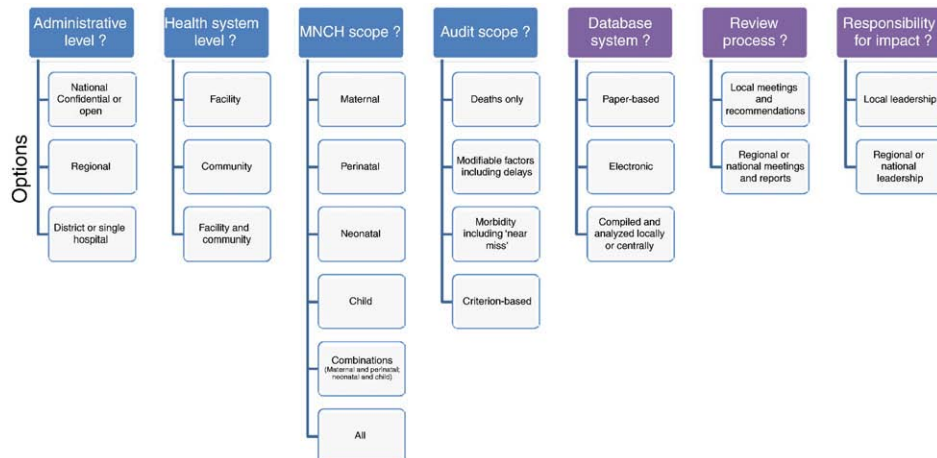 Administrative
level ?
Health system
level ?
MNCH scope ?
Audit scope ?
Database
system ?
Review
process ?
Responsibility
for impact ?
Options
National
Confidential or
open
Regional
District or single
hospital
Facility
Community
Facility and
community
Maternal
Perinatal
Neonatal
Child
Combinations
(Maternal and perinatal;
neonatal and child)
All
Deaths only
Modifiable factors
including delays
Morbidity
including 'near
miss'
Criterion-based
Paper-based
Electronic
Compiled and
analyzed locally
or centrally
Local meetings
and
recommendations
Regional or
national meetings
and reports
Local leadership
Regional or
national
leadership